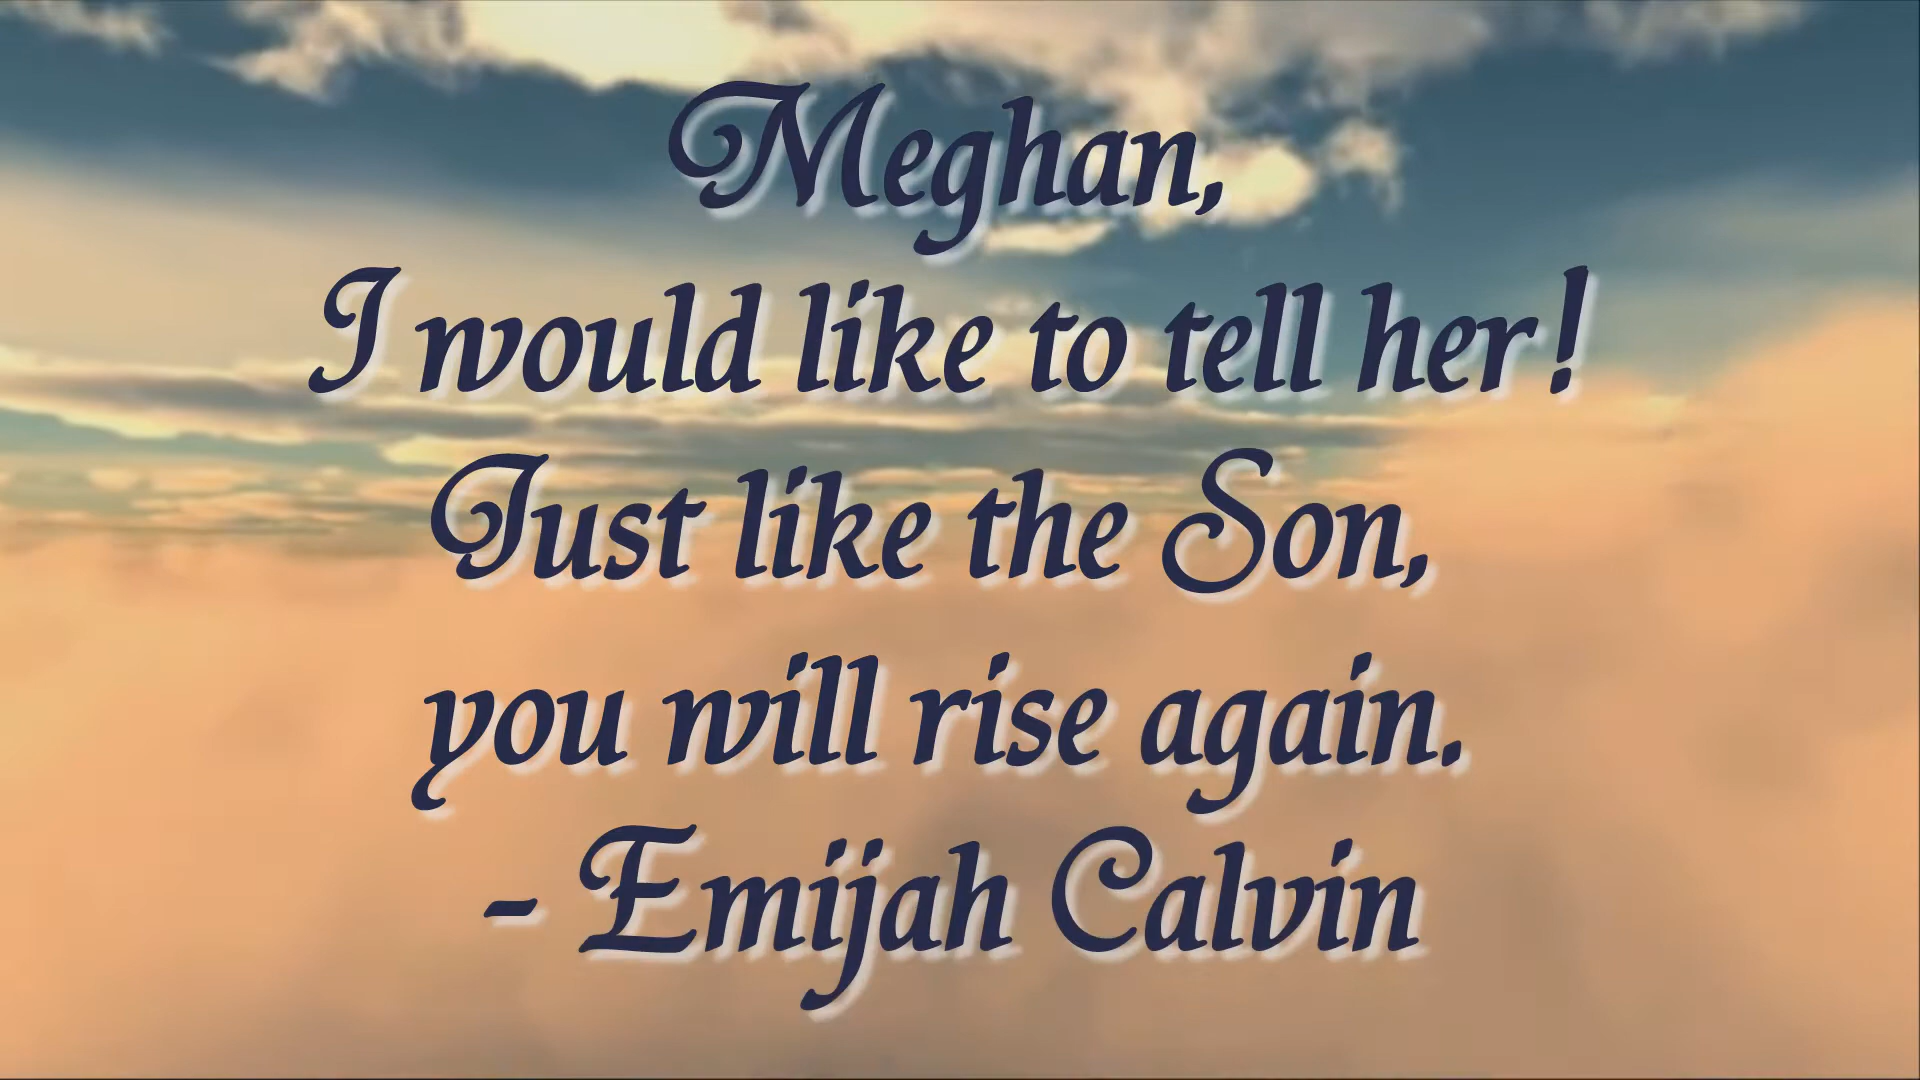 Meghan,
I would like to tell her!
Just like the Son,
you will rise again.
- Emijah Calvin